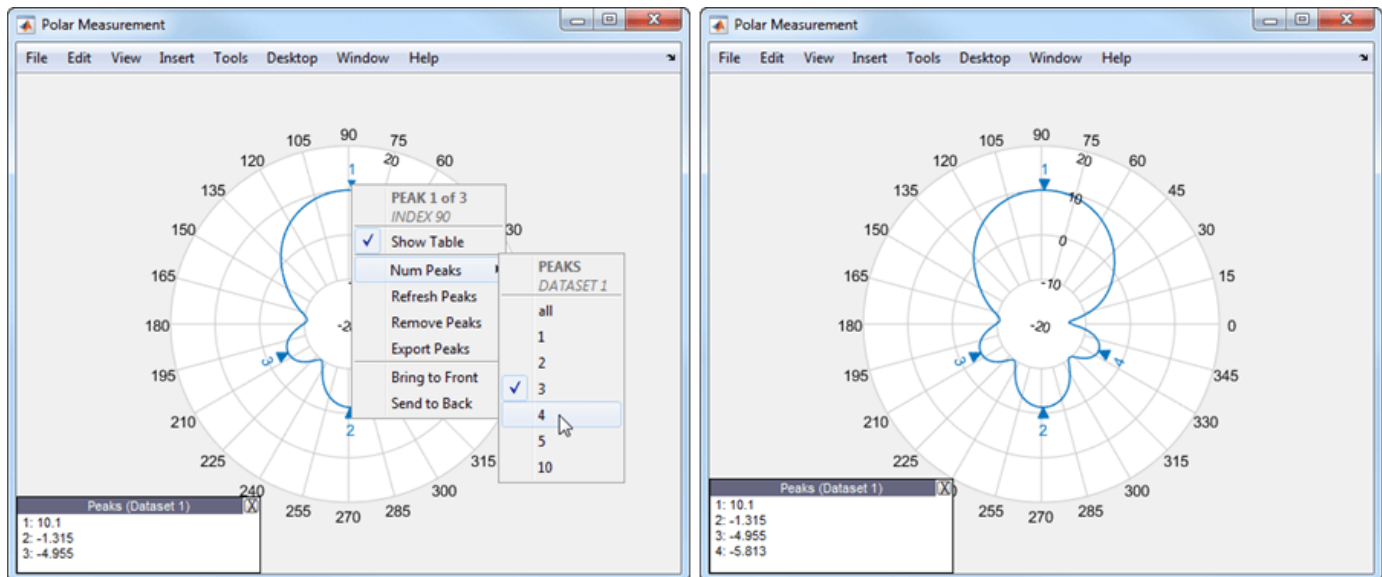 Polar Measurement
File Edit View Insert Tools Desktop Window Help
90
105 75
120 20 60
1
135
150 30
165
180 -2
195
3
210
2
225 315
240 300
255 270 285
PEAK 1 of 3
INDEX 90
Show Table
Num Peaks
Refresh Peaks
Remove Peaks
Export Peaks
Bring to Front
Send to Back
PEAKS
DATASET 1
all
1
2
3
4
5
10
Peaks (Dataset 1) X
1: 10.1
2: -1.315
3: -4.955
Polar Measurement
File Edit View Insert Tools Desktop Window Help
90
105 75
120 20 60
1
135 10 45
150 0 30
165 -10 15
180 -20 0
195 3 4 345
210 2 330
225 315
0 300
255 270 285
Peaks (Dataset 1) X
1: 10.1
2: -1.315
3: -4.955
4: -5.813